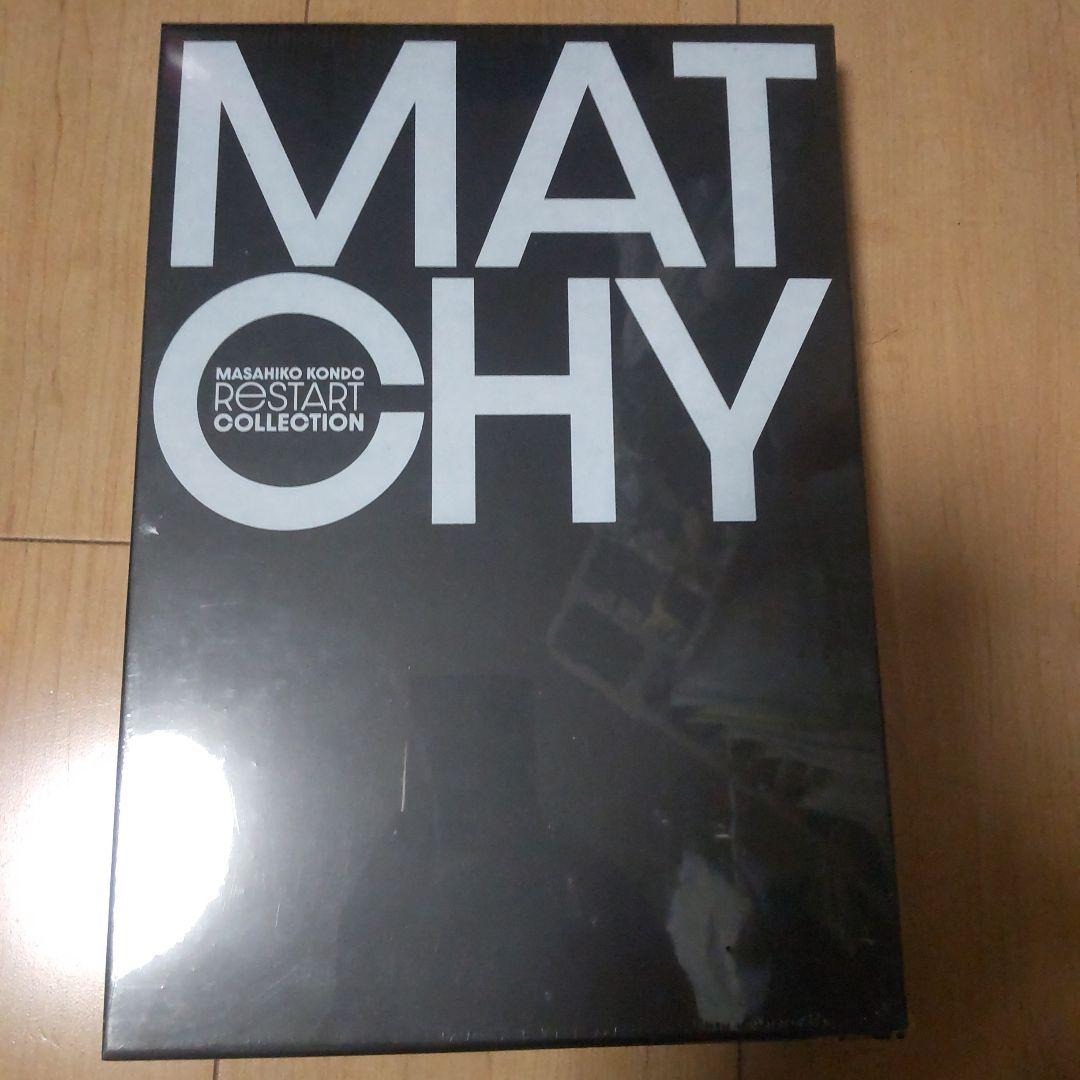 MAT
CHY
MASAHIKO KONDO
ReSTART
COLLECTION